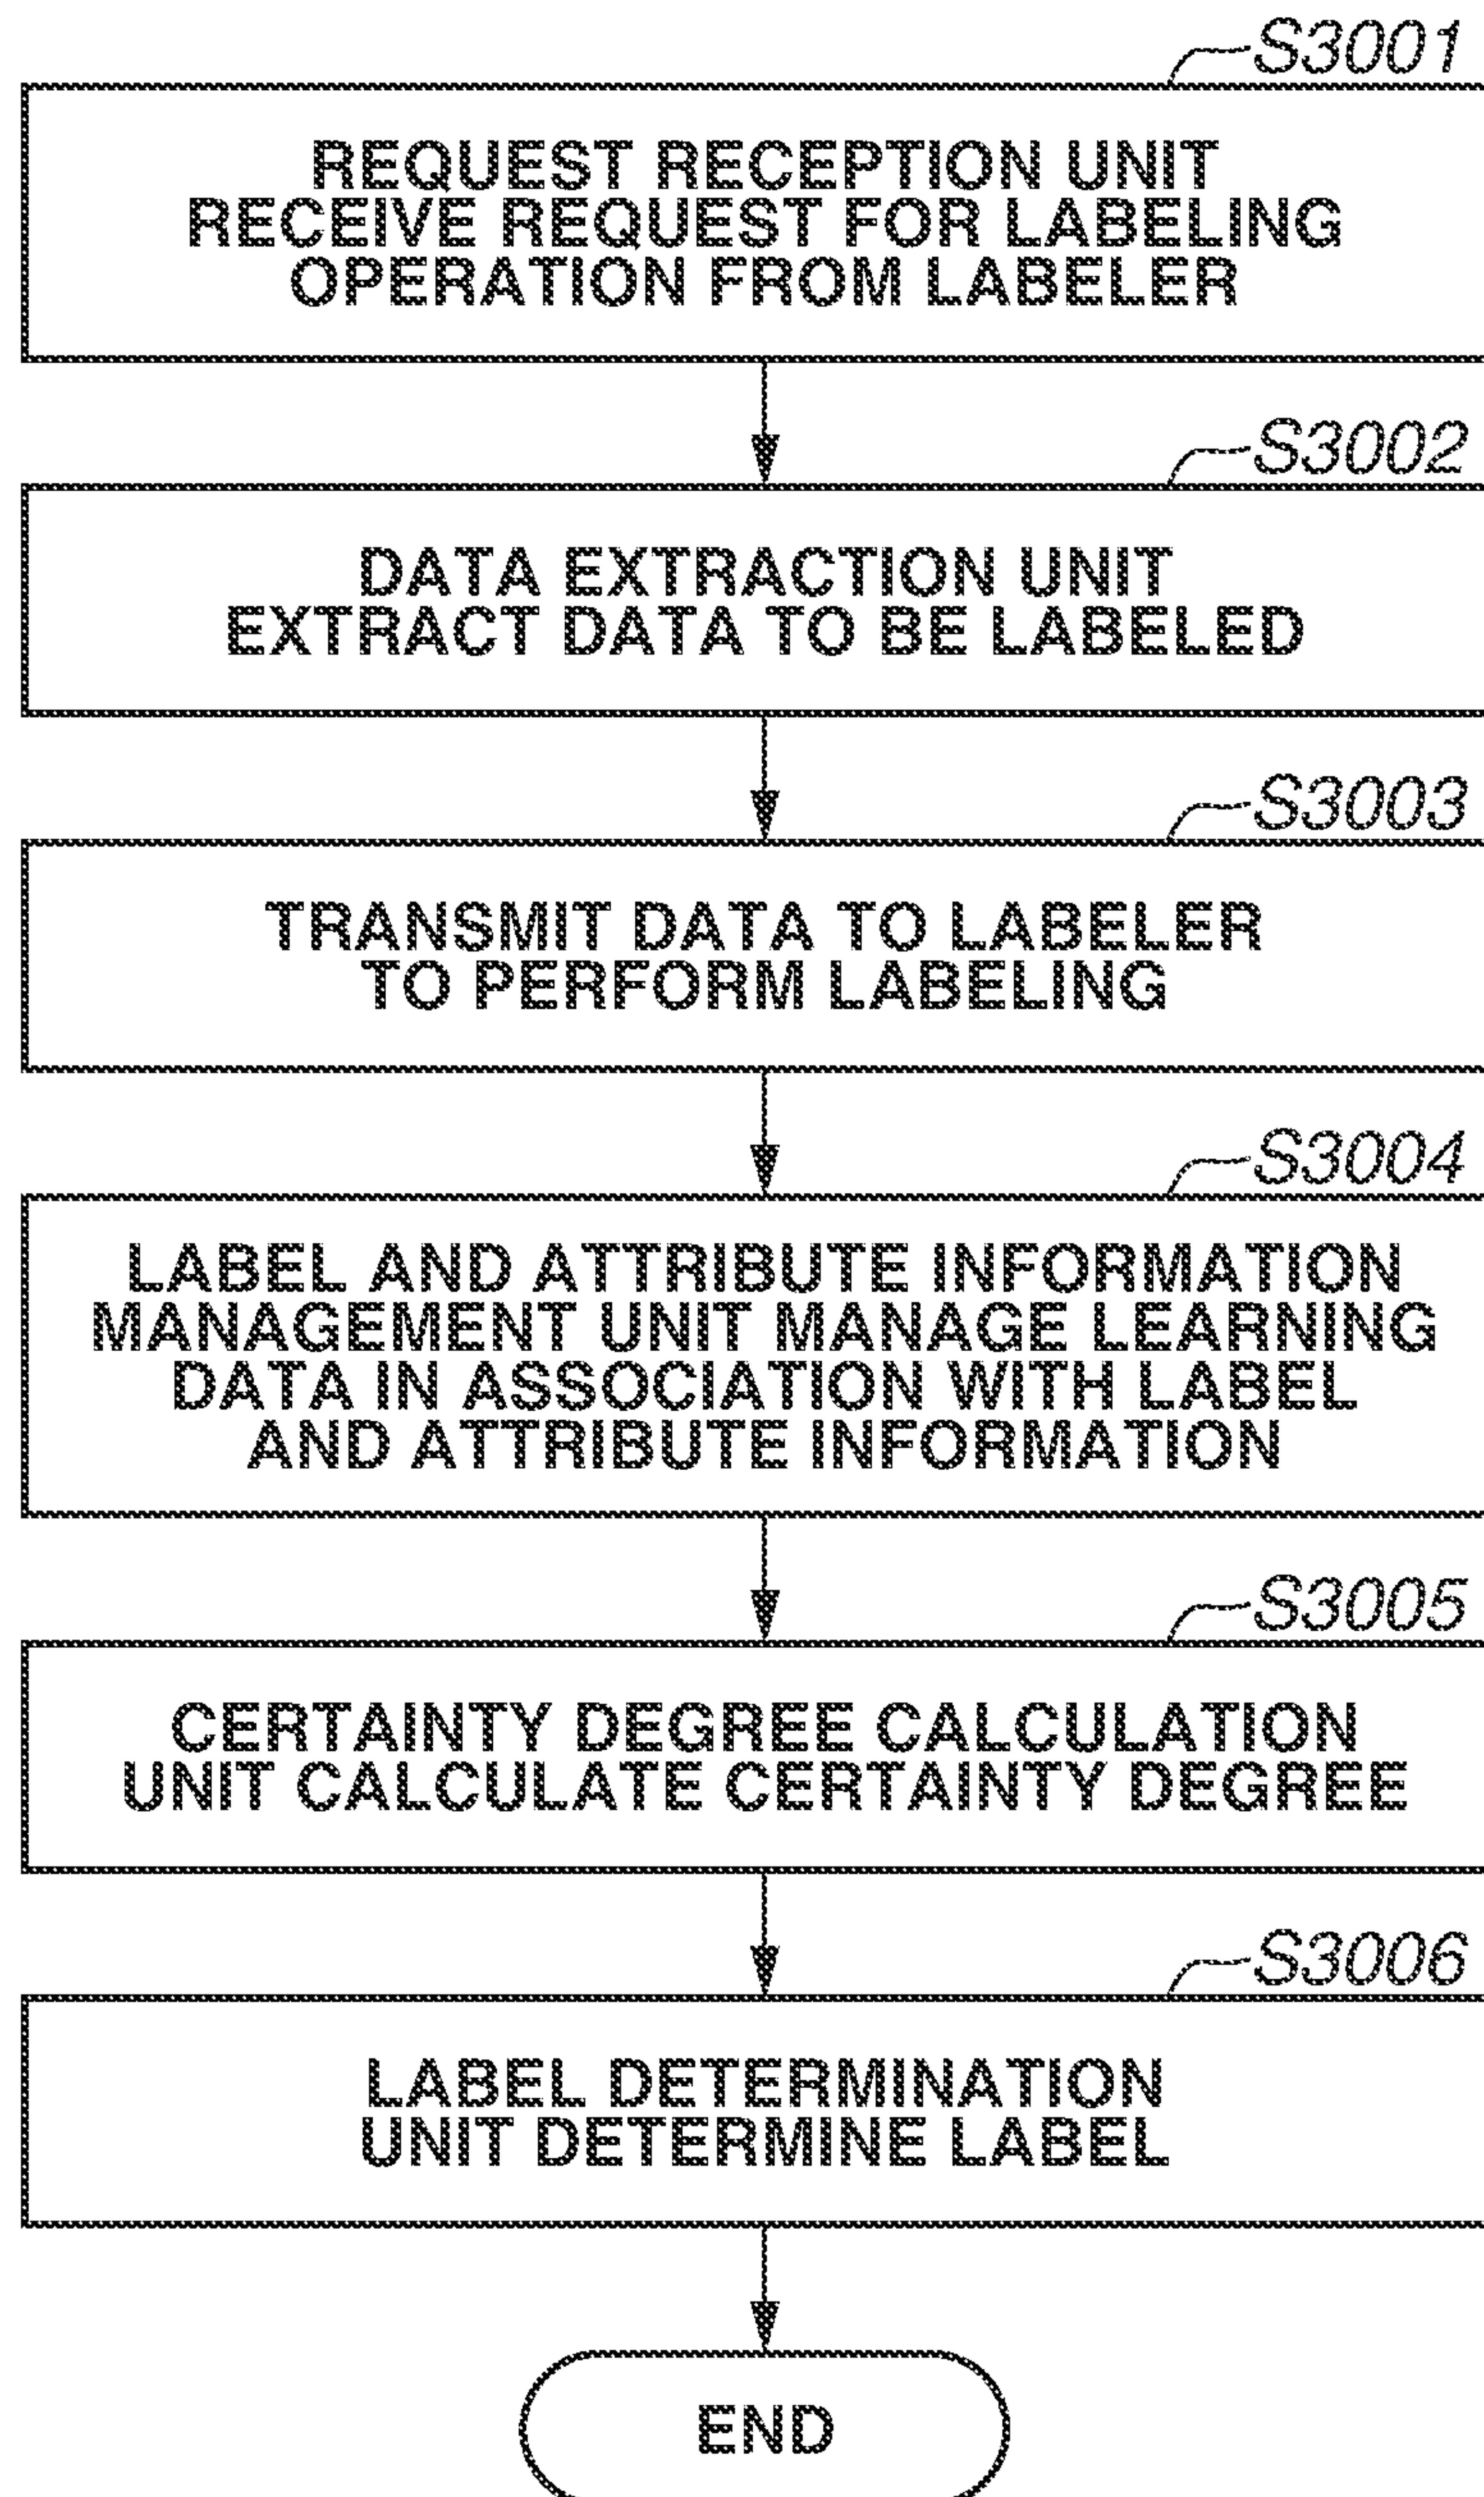 S3001
REQUEST RECEPTION UNIT
RECEIVE REQUEST FOR LABELING
OPERATION FROM LABELER
S3002
DATA EXTRACTION UNIT
EXTRACT DATA TO BE LABELED
S3003
TRANSMIT DATA TO LABELER
TO PERFORM LABELING
S3004
LABEL AND ATTRIBUTE INFORMATION
MANAGEMENT UNIT MANAGE LEARNING
DATA IN ASSOCIATION WITH LABEL
AND ATTRIBUTE INFORMATION
S3005
CERTAINTY DEGREE CALCULATION
UNIT CALCULATE CERTAINTY DEGREE
S3006
LABEL DETERMINATION
UNIT DETERMINE LABEL
END